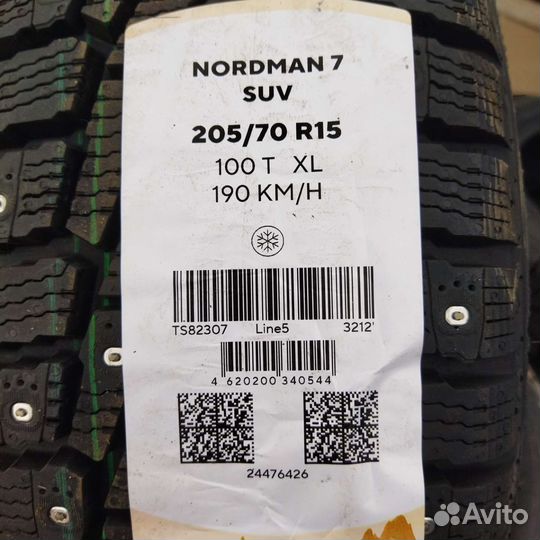 NORDMAN 7
SUV
205/70 R15
100 T XL
190 KM/H
TS82307 Line5 3212'
4 620200 340544
24476426
Avito